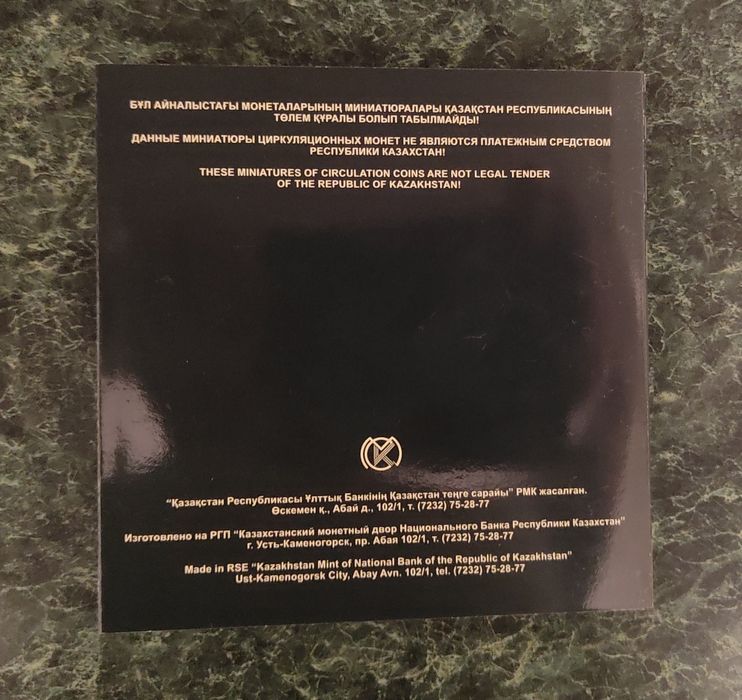 БҰЛ АЙНАЛЫСТАҒЫ МОНЕТАЛАРЫНЫҢ МИНИАТЮРАЛАРЫ ҚАЗАҚСТАН РЕСПУБЛИКАСЫНЫҢ
ТӨЛЕМ ҚҰРАЛЫ БОЛЫП ТАБЫЛМАЙДЫ!
ДАННЫЕ МИНИАТЮРЫ ЦИРКУЛЯЦИОННЫХ МОНЕТ НЕ ЯВЛЯЮТСЯ ПЛАТЕЖНЫМ СРЕДСТВОМ
РЕСПУБЛИКИ КАЗАХСТАН!
THESE MINIATURES OF CIRCULATION COINS ARE NOT LEGAL TENDER
OF THE REPUBLIC OF KAZAKHSTAN!
"Қазақстан Республикасы Ұлттық Банкінің Қазақстан теңге сарайы" РМК жасалған.
Өскемен қ., Абай д., 102/1, т. (7232) 75-28-77
Изготовлено на РГП "Казахстанский монетный двор Национального Банка Республики Казахстан"
г. Усть-Каменогорск, пр. Абая 102/1, т. (7232) 75-28-77
Made in RSE "Kazakhstan Mint of National Bank of the Republic of Kazakhstan"
Ust-Kamenogorsk City, Abay Avn. 102/1, tel. (7232) 75-28-77